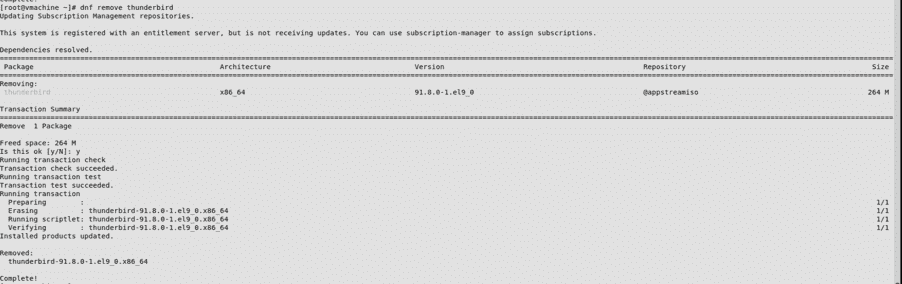 Complete!
[root@vmachine ~]# dnf remove thunderbird
Updating Subscription Management repositories.
This system is registered with an entitlement server, but is not receiving updates. You can use subscription-manager to assign subscriptions.
Dependencies resolved.
================================================================================
Package Architecture Version Repository Size
================================================================================
Removing:
thunderbird x86_64 91.8.0-1.el9_0 @appstreamiso 264 M
Transaction Summary
================================================================================
Remove 1 Package
Freed space: 264 M
Is this ok [y/N]: y
Running transaction check
Transaction check succeeded.
Running transaction test
Transaction test succeeded.
Running transaction
Preparing : 1/1
Erasing : thunderbird-91.8.0-1.el9_0.x86_64 1/1
Running scriptlet: thunderbird-91.8.0-1.el9_0.x86_64 1/1
Verifying : thunderbird-91.8.0-1.el9_0.x86_64 1/1
Installed products updated.
Removed:
thunderbird-91.8.0-1.el9_0.x86_64
Complete!